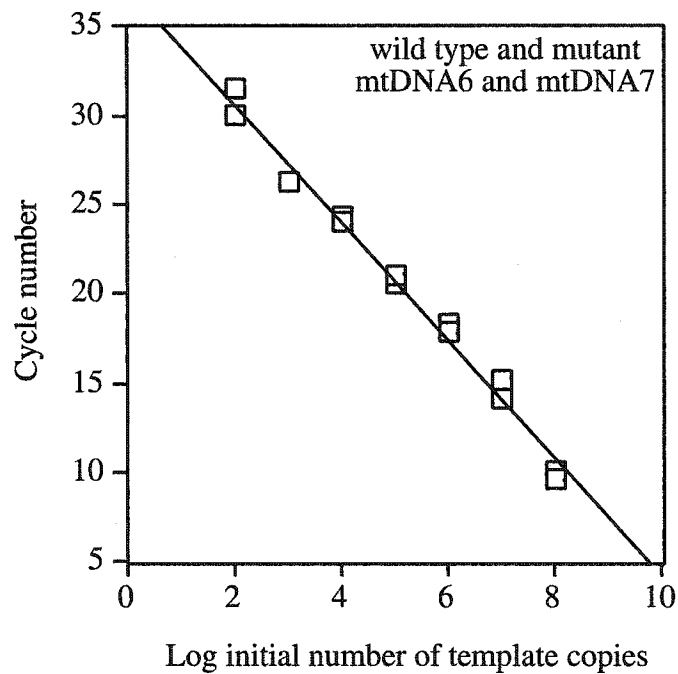 wild type and mutant
mtDNA6 and mtDNA7
35
30
25
20
15
10
5
Cycle number
0 2 4 6 8 10
Log initial number of template copies